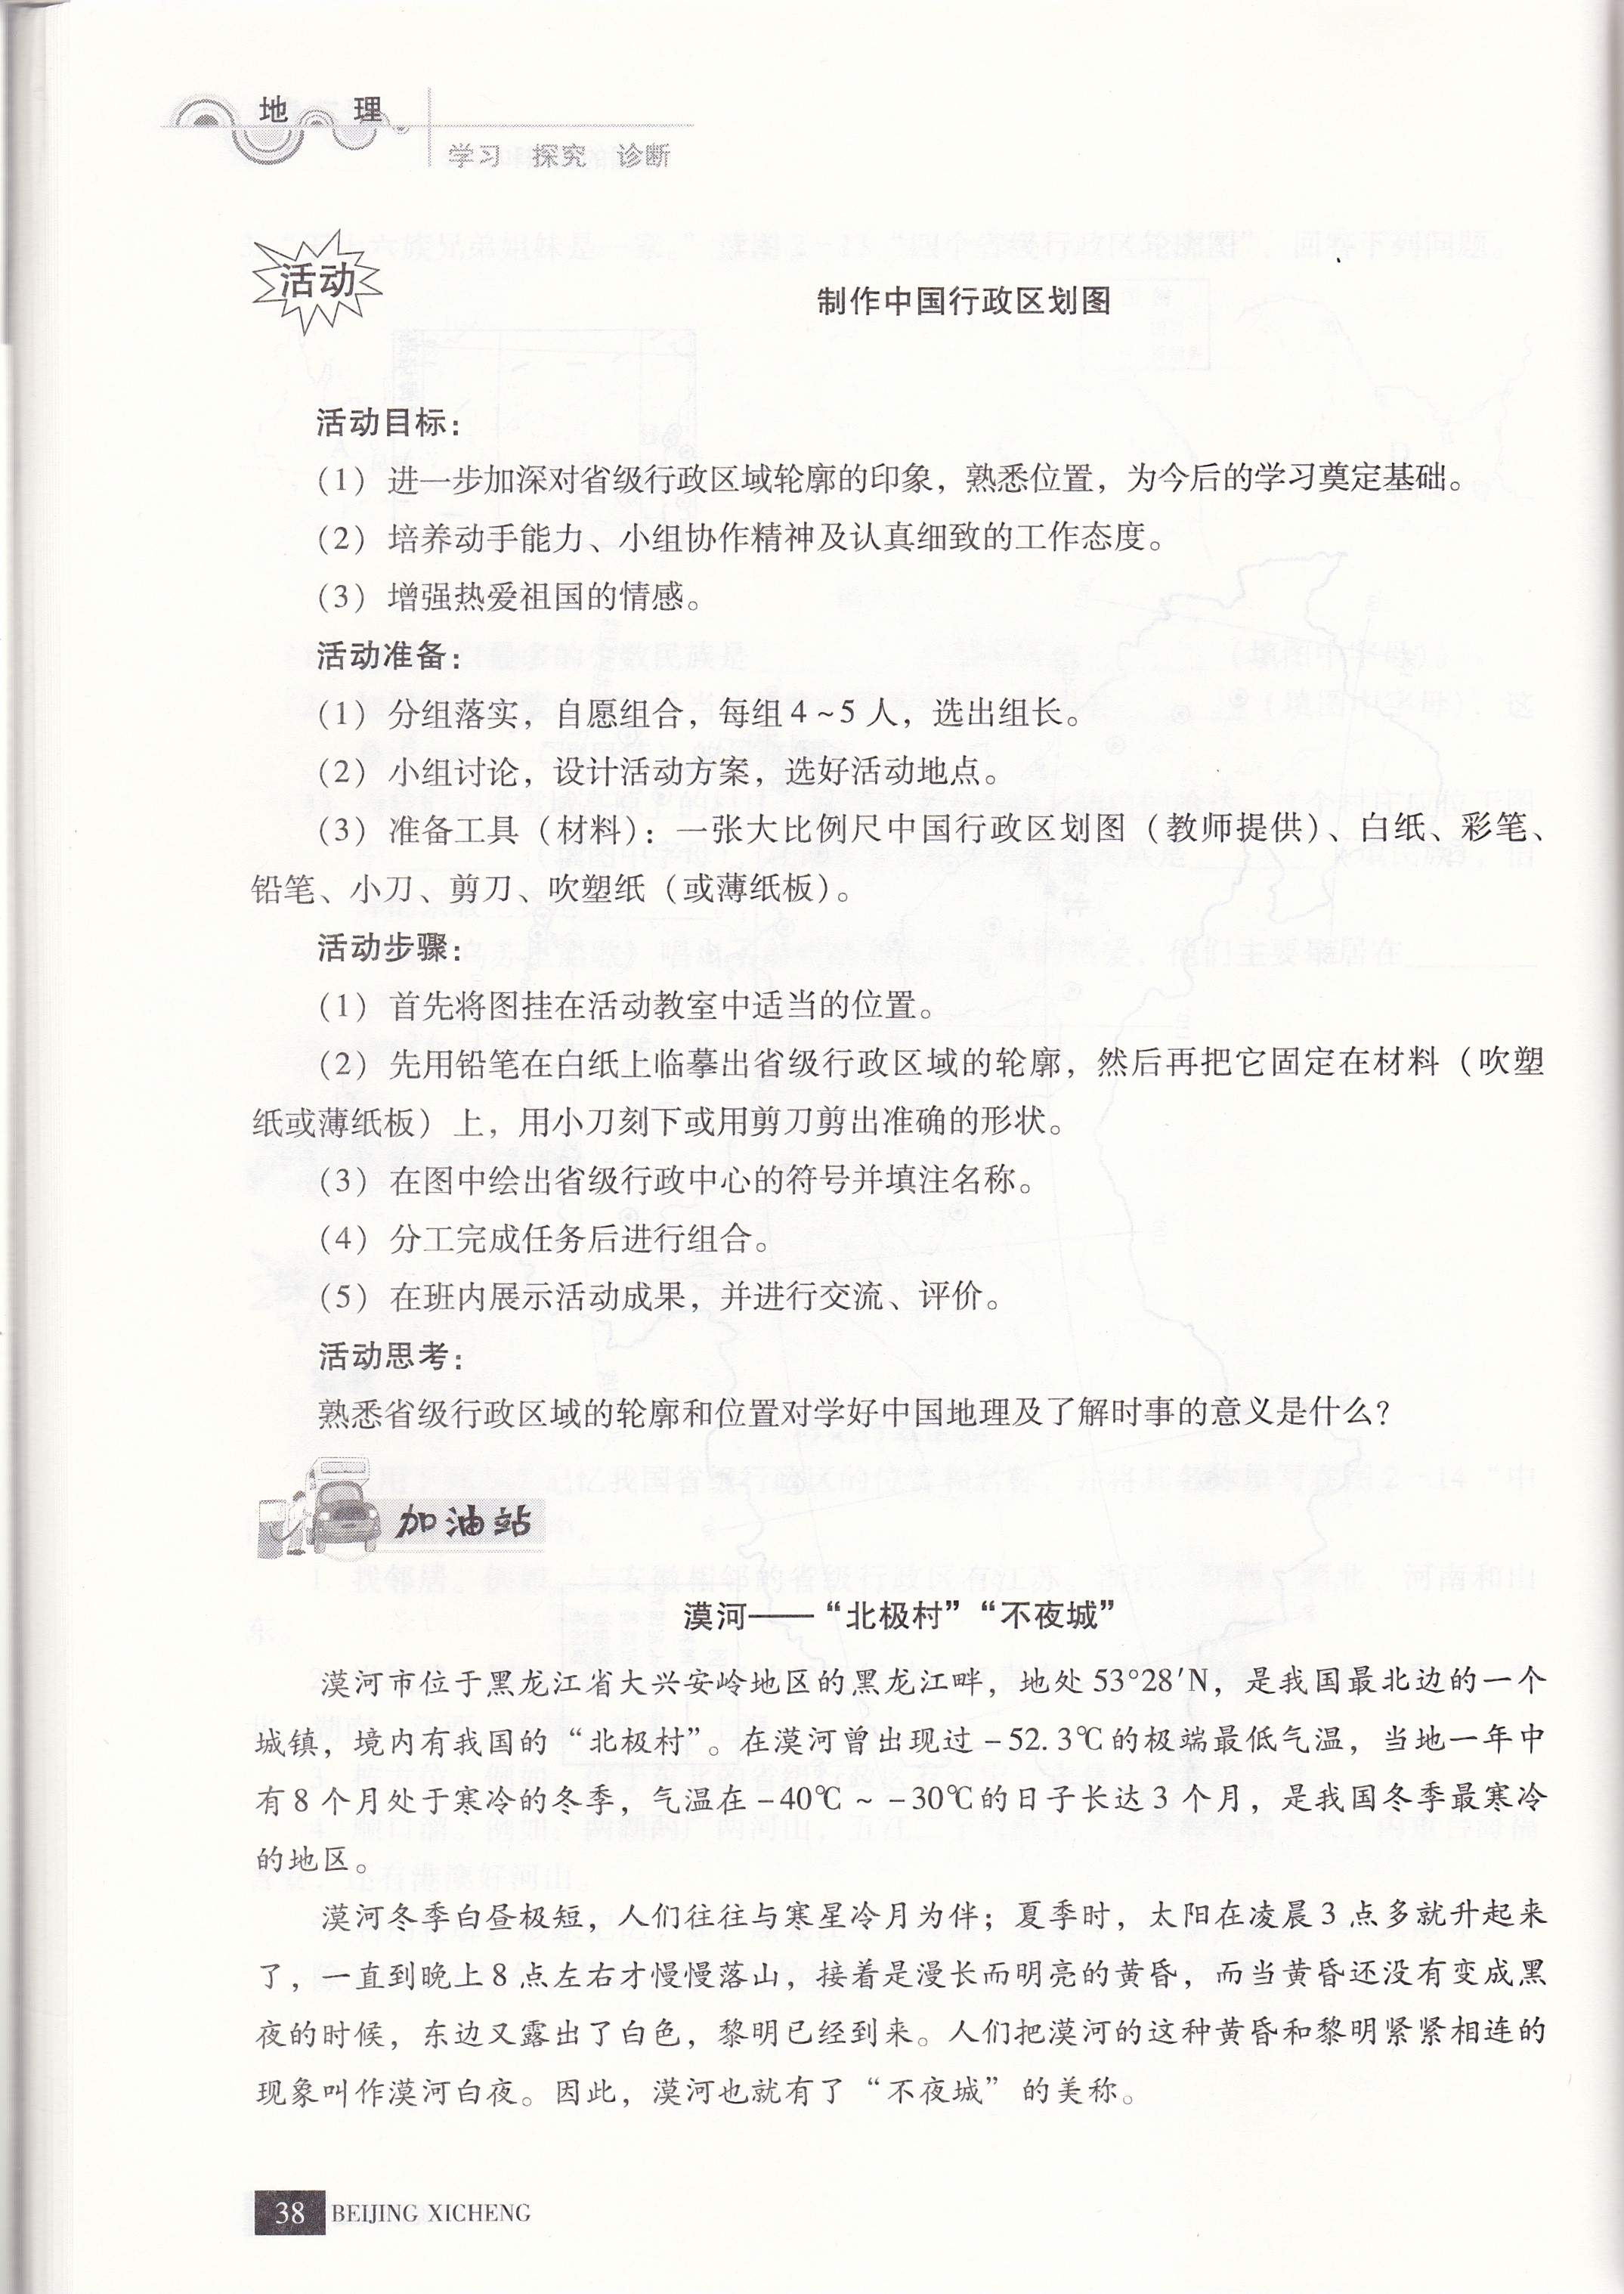 地 理
学习 探究 诊断
活动
制作中国行政区划图
活动目标：
（1）进一步加深对省级行政区域轮廓的印象，熟悉位置，为今后的学习奠定基础。
（2）培养动手能力、小组协作精神及认真细致的工作态度。
（3）增强热爱祖国的情感。
活动准备：
（1）分组落实，自愿组合，每组4～5人，选出组长。
（2）小组讨论，设计活动方案，选好活动地点。
（3）准备工具（材料）：一张大比例尺中国行政区划图（教师提供）、白纸、彩笔、
铅笔、小刀、剪刀、吹塑纸（或薄纸板）。
活动步骤：
（1）首先将图挂在活动教室中适当的位置。
（2）先用铅笔在白纸上临摹出省级行政区域的轮廓，然后再把它固定在材料（吹塑
纸或薄纸板）上，用小刀刻下或用剪刀剪出准确的形状。
（3）在图中绘出省级行政中心的符号并填注名称。
（4）分工完成任务后进行组合。
（5）在班内展示活动成果，并进行交流、评价。
活动思考：
熟悉省级行政区域的轮廓和位置对学好中国地理及了解时事的意义是什么？
加油站
漠河——“北极村”“不夜城”
漠河市位于黑龙江省大兴安岭地区的黑龙江畔，地处53°28′N，是我国最北边的一个
城镇，境内有我国的“北极村”。在漠河曾出现过－52.3℃的极端最低气温，当地一年中
有8个月处于寒冷的冬季，气温在－40℃～－30℃的日子长达3个月，是我国冬季最寒冷
的地区。
漠河冬季白昼极短，人们往往与寒星冷月为伴；夏季时，太阳在凌晨3点多就升起来
了，一直到晚上8点左右才慢慢落山，接着是漫长而明亮的黄昏，而当黄昏还没有变成黑
夜的时候，东边又露出了白色，黎明已经到来。人们把漠河的这种黄昏和黎明紧紧相连的
现象叫作漠河白夜。因此，漠河也就有了“不夜城”的美称。
38 BEIJING XICHENG